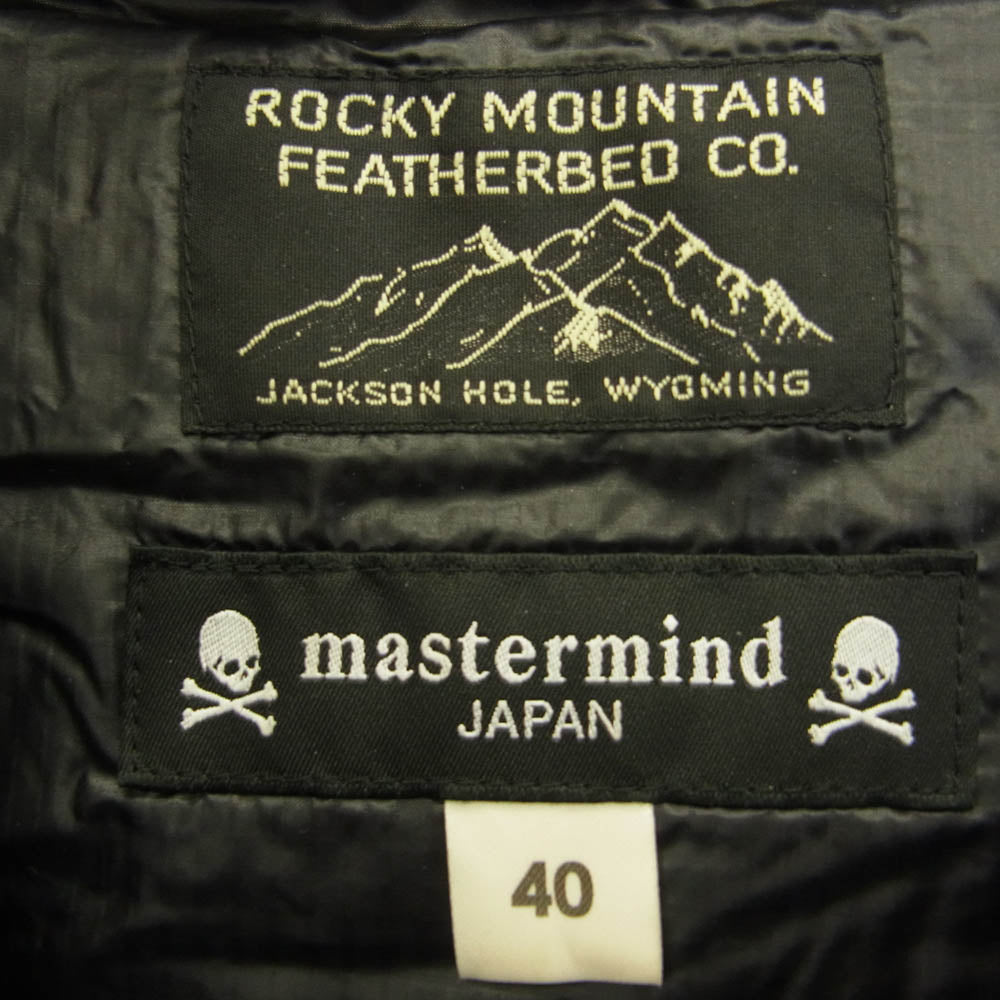 ROCKY MOUNTAIN
FEATHERBED CO.
JACKSON HOLE, WYOMING
mastermind
JAPAN
40